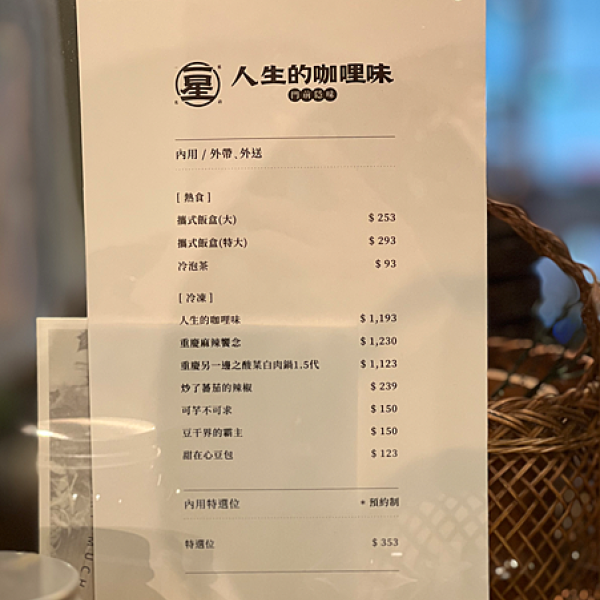 星
人生的咖哩味
內用 / 外帶、外送
[ 熱食 ]
攜式飯盒(大) $ 253
攜式飯盒(特大) $ 293
冷泡茶 $ 93
[ 冷凍 ]
人生的咖哩味 $ 1,193
重慶麻辣饗念 $ 1,230
重慶另一邊之酸菜白肉鍋1.5代 $ 1,123
炒了蕃茄的辣椒 $ 239
可芋不可求 $ 150
豆干界的霸主 $ 150
甜在心豆包 $ 123
內用特選位 + 預約制
特選位 $ 353
MUCH